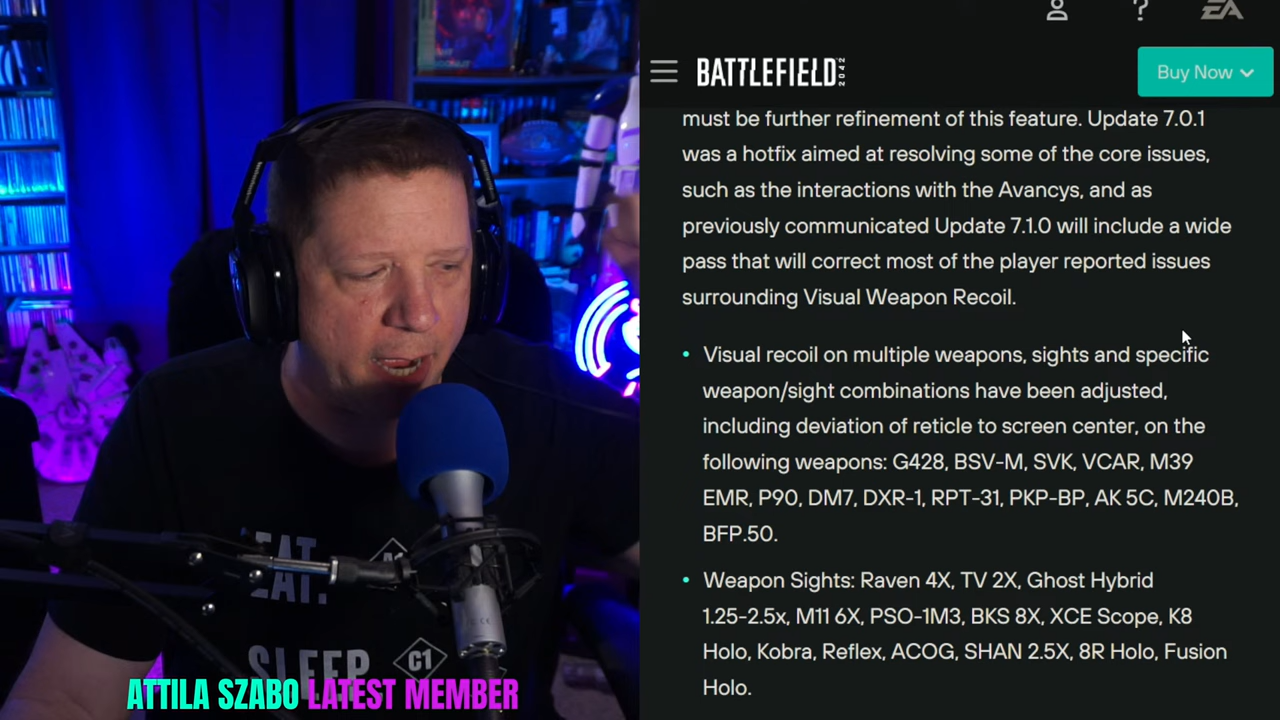 EAT.
SLEEP
C1
ATTILA SZABO LATEST MEMBER
?
EA
BATTLEFIELD 2042
Buy Now
must be further refinement of this feature. Update 7.0.1
was a hotfix aimed at resolving some of the core issues,
such as the interactions with the Avancys, and as
previously communicated Update 7.1.0 will include a wide
pass that will correct most of the player reported issues
surrounding Visual Weapon Recoil.
• Visual recoil on multiple weapons, sights and specific
weapon/sight combinations have been adjusted,
including deviation of reticle to screen center, on the
following weapons: G428, BSV-M, SVK, VCAR, M39
EMR, P90, DM7, DXR-1, RPT-31, PKP-BP, AK 5C, M240B,
BFP.50.
• Weapon Sights: Raven 4X, TV 2X, Ghost Hybrid
1.25-2.5x, M11 6X, PSO-1M3, BKS 8X, XCE Scope, K8
Holo, Kobra, Reflex, ACOG, SHAN 2.5X, 8R Holo, Fusion
Holo.